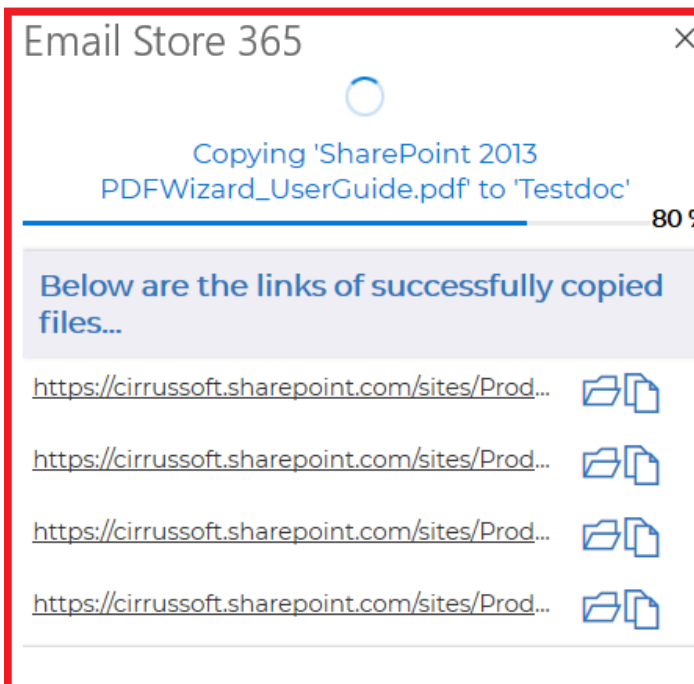 Email Store 365
Copying 'SharePoint 2013
PDFWizard_UserGuide.pdf' to 'Testdoc'
80 %
Below are the links of successfully copied
files...
https://cirrussoft.sharepoint.com/sites/Prod...
https://cirrussoft.sharepoint.com/sites/Prod...
https://cirrussoft.sharepoint.com/sites/Prod...
https://cirrussoft.sharepoint.com/sites/Prod...